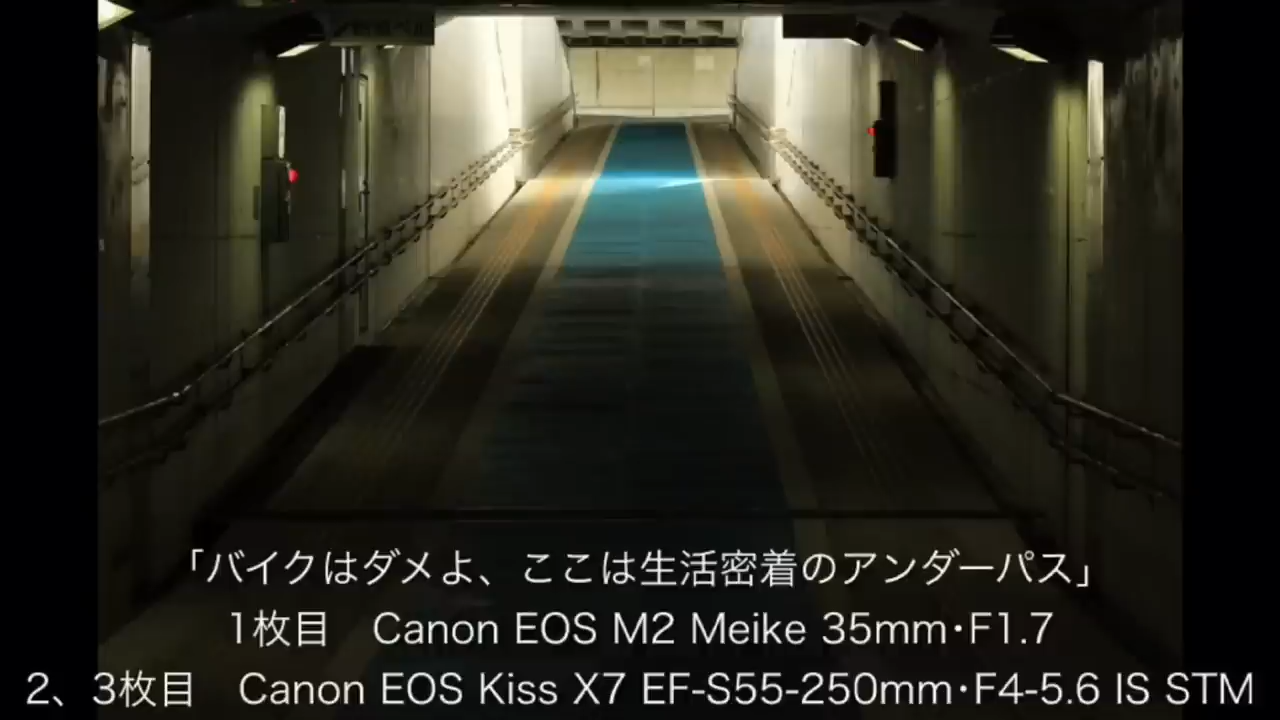 「バイクはダメよ、ここは生活密着のアンダーパス」
1枚目　Canon EOS M2 Meike 35mm・F1.7
2、3枚目　Canon EOS Kiss X7 EF-S55-250mm・F4-5.6 IS STM